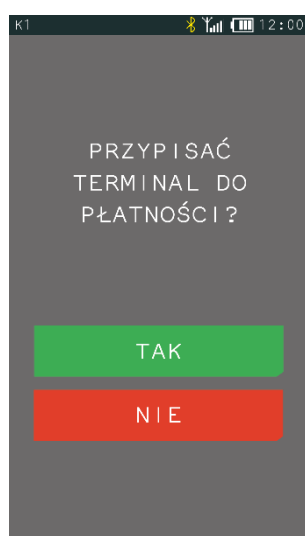 K1 12:00
PRZYPISAĆ
TERMINAL DO
PŁATNOŚCI?
TAK
NIE